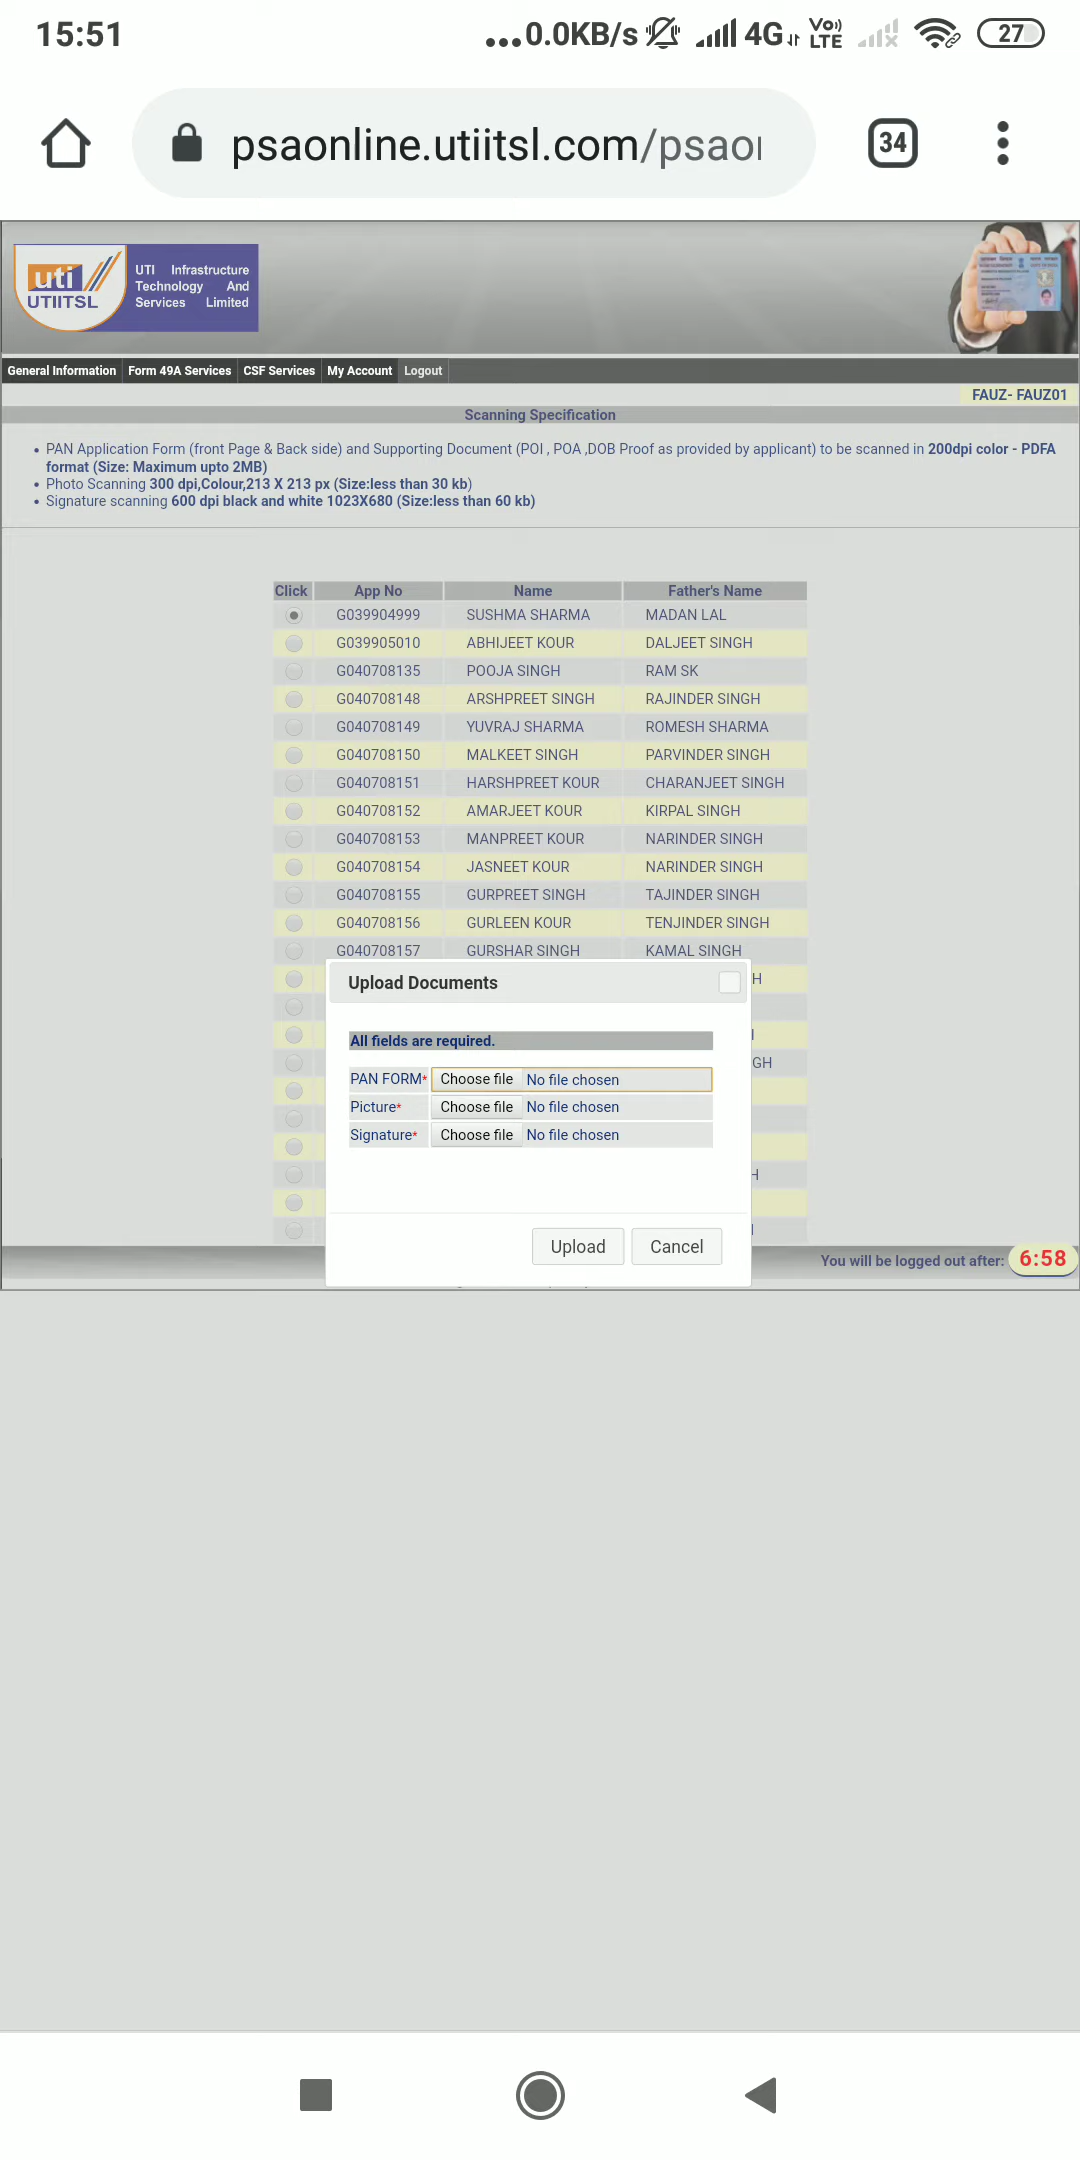 15:51
...0.0KB/s 4G Vo)) LTE 27
psaonline.utiitsl.com/psao
34
uti
UTIITSL
UTI Infrastructure
Technology And
Services Limited
General Information Form 49A Services CSF Services My Account Logout
FAUZ- FAUZ01
Scanning Specification
• PAN Application Form (front Page & Back side) and Supporting Document (POI , POA ,DOB Proof as provided by applicant) to be scanned in 200dpi color - PDFA
format (Size: Maximum upto 2MB)
• Photo Scanning 300 dpi,Colour,213 X 213 px (Size:less than 30 kb)
• Signature scanning 600 dpi black and white 1023X680 (Size:less than 60 kb)
Click App No Name Father's Name
G039904999 SUSHMA SHARMA MADAN LAL
G039905010 ABHIJEET KOUR DALJEET SINGH
G040708135 POOJA SINGH RAM SK
G040708148 ARSHPREET SINGH RAJINDER SINGH
G040708149 YUVRAJ SHARMA ROMESH SHARMA
G040708150 MALKEET SINGH PARVINDER SINGH
G040708151 HARSHPREET KOUR CHARANJEET SINGH
G040708152 AMARJEET KOUR KIRPAL SINGH
G040708153 MANPREET KOUR NARINDER SINGH
G040708154 JASNEET KOUR NARINDER SINGH
G040708155 GURPREET SINGH TAJINDER SINGH
G040708156 GURLEEN KOUR TENJINDER SINGH
G040708157 GURSHAR SINGH KAMAL SINGH
H
GH
Upload Documents
All fields are required.
PAN FORM* Choose file No file chosen
Picture* Choose file No file chosen
Signature* Choose file No file chosen
Upload Cancel
You will be logged out after: 6:58